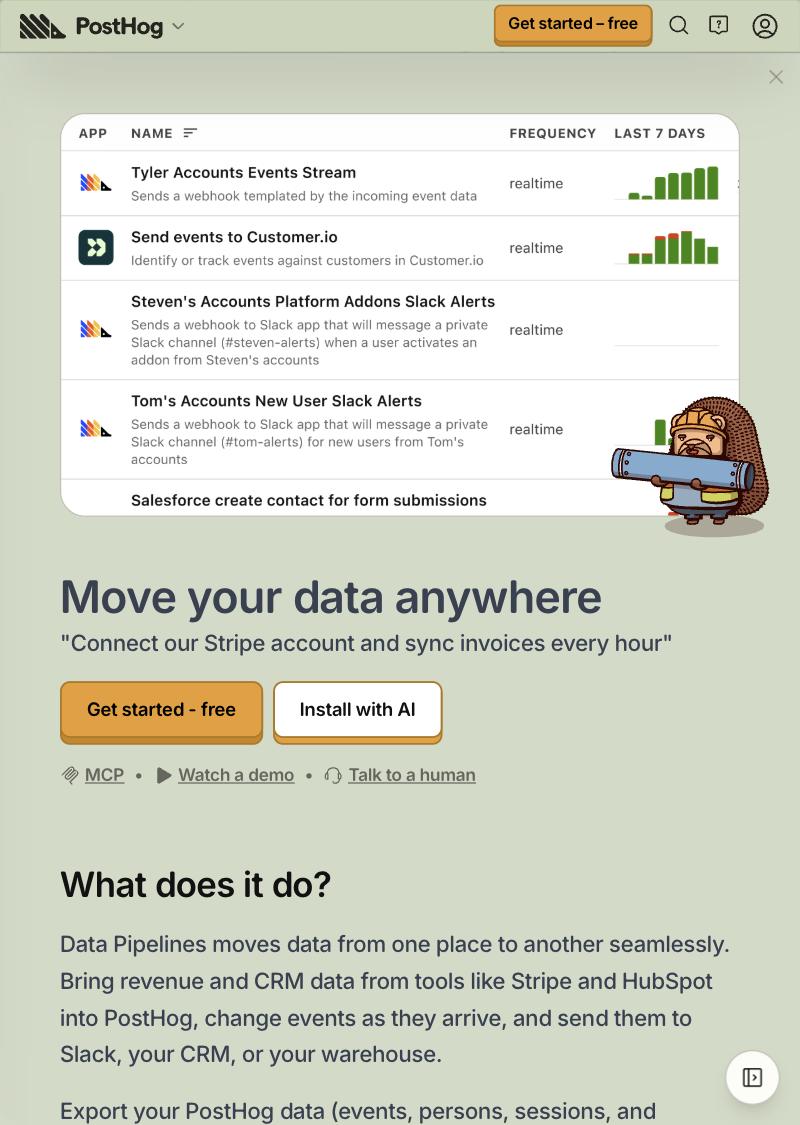 PostHog
Get started – free
APP NAME FREQUENCY LAST 7 DAYS
Tyler Accounts Events Stream
Sends a webhook templated by the incoming event data
realtime
Send events to Customer.io
Identify or track events against customers in Customer.io
realtime
Steven's Accounts Platform Addons Slack Alerts
Sends a webhook to Slack app that will message a private
Slack channel (#steven-alerts) when a user activates an
addon from Steven's accounts
realtime
Tom's Accounts New User Slack Alerts
Sends a webhook to Slack app that will message a private
Slack channel (#tom-alerts) for new users from Tom's
accounts
realtime
Salesforce create contact for form submissions
Move your data anywhere
"Connect our Stripe account and sync invoices every hour"
Get started - free
Install with AI
MCP • Watch a demo • Talk to a human
What does it do?
Data Pipelines moves data from one place to another seamlessly.
Bring revenue and CRM data from tools like Stripe and HubSpot
into PostHog, change events as they arrive, and send them to
Slack, your CRM, or your warehouse.
Export your PostHog data (events, persons, sessions, and